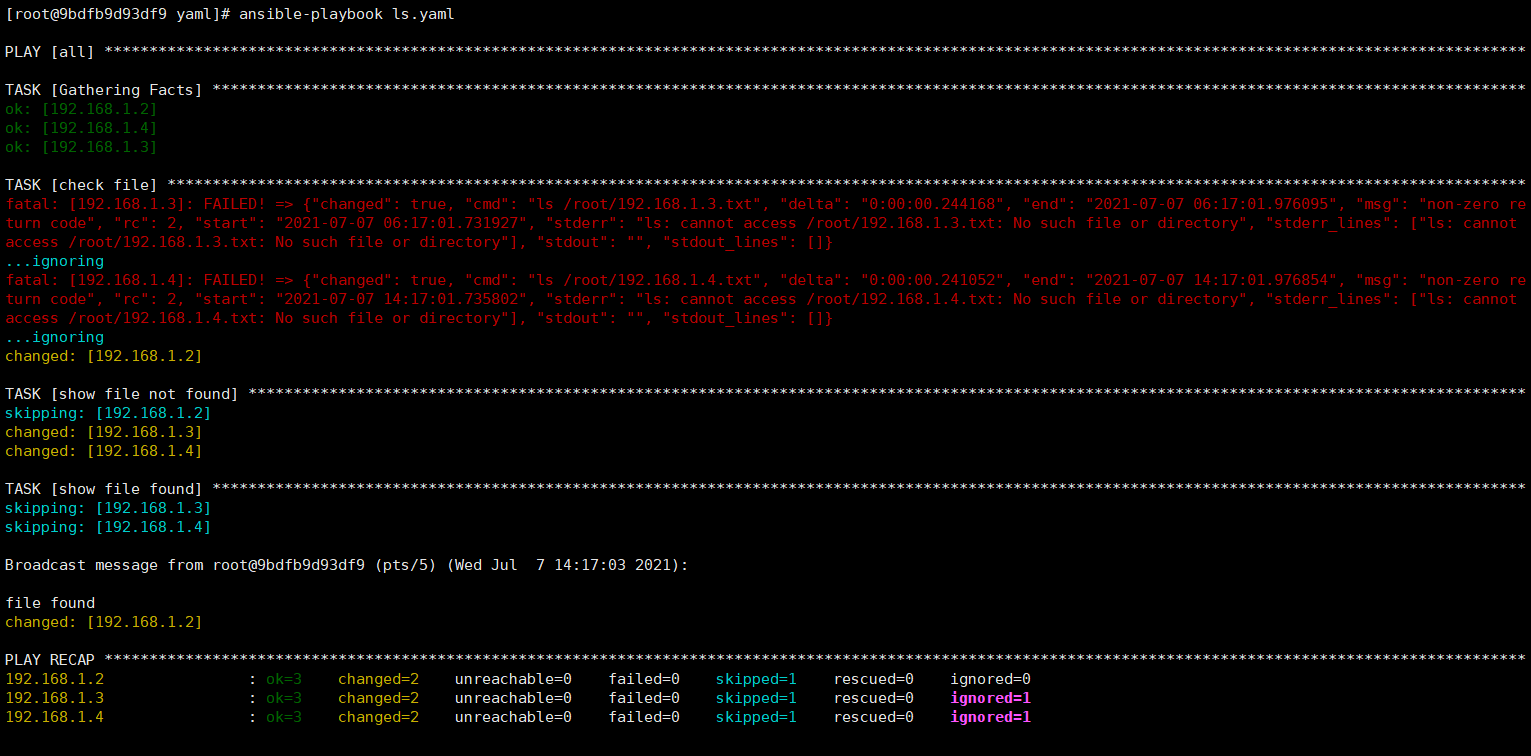 [root@9bdfb9d93df9 yaml]# ansible-playbook ls.yaml
PLAY [all] **************************************************************************************************************************************************************
TASK [Gathering Facts] **************************************************************************************************************************************************
ok: [192.168.1.2]
ok: [192.168.1.4]
ok: [192.168.1.3]
TASK [check file] *******************************************************************************************************************************************************
fatal: [192.168.1.3]: FAILED! => {"changed": true, "cmd": "ls /root/192.168.1.3.txt", "delta": "0:00:00.244168", "end": "2021-07-07 06:17:01.976095", "msg": "non-zero re
turn code", "rc": 2, "start": "2021-07-07 06:17:01.731927", "stderr": "ls: cannot access /root/192.168.1.3.txt: No such file or directory", "stderr_lines": ["ls: cannot
access /root/192.168.1.3.txt: No such file or directory"], "stdout": "", "stdout_lines": []}
...ignoring
fatal: [192.168.1.4]: FAILED! => {"changed": true, "cmd": "ls /root/192.168.1.4.txt", "delta": "0:00:00.241052", "end": "2021-07-07 14:17:01.976854", "msg": "non-zero re
turn code", "rc": 2, "start": "2021-07-07 14:17:01.735802", "stderr": "ls: cannot access /root/192.168.1.4.txt: No such file or directory", "stderr_lines": ["ls: cannot
access /root/192.168.1.4.txt: No such file or directory"], "stdout": "", "stdout_lines": []}
...ignoring
changed: [192.168.1.2]
TASK [show file not found] **********************************************************************************************************************************************
skipping: [192.168.1.2]
changed: [192.168.1.3]
changed: [192.168.1.4]
TASK [show file found] **************************************************************************************************************************************************
skipping: [192.168.1.3]
skipping: [192.168.1.4]
Broadcast message from root@9bdfb9d93df9 (pts/5) (Wed Jul  7 14:17:03 2021):
file found
changed: [192.168.1.2]
PLAY RECAP **************************************************************************************************************************************************************
192.168.1.2                : ok=3    changed=2    unreachable=0    failed=0    skipped=1    rescued=0    ignored=0
192.168.1.3                : ok=3    changed=2    unreachable=0    failed=0    skipped=1    rescued=0    ignored=1
192.168.1.4                : ok=3    changed=2    unreachable=0    failed=0    skipped=1    rescued=0    ignored=1